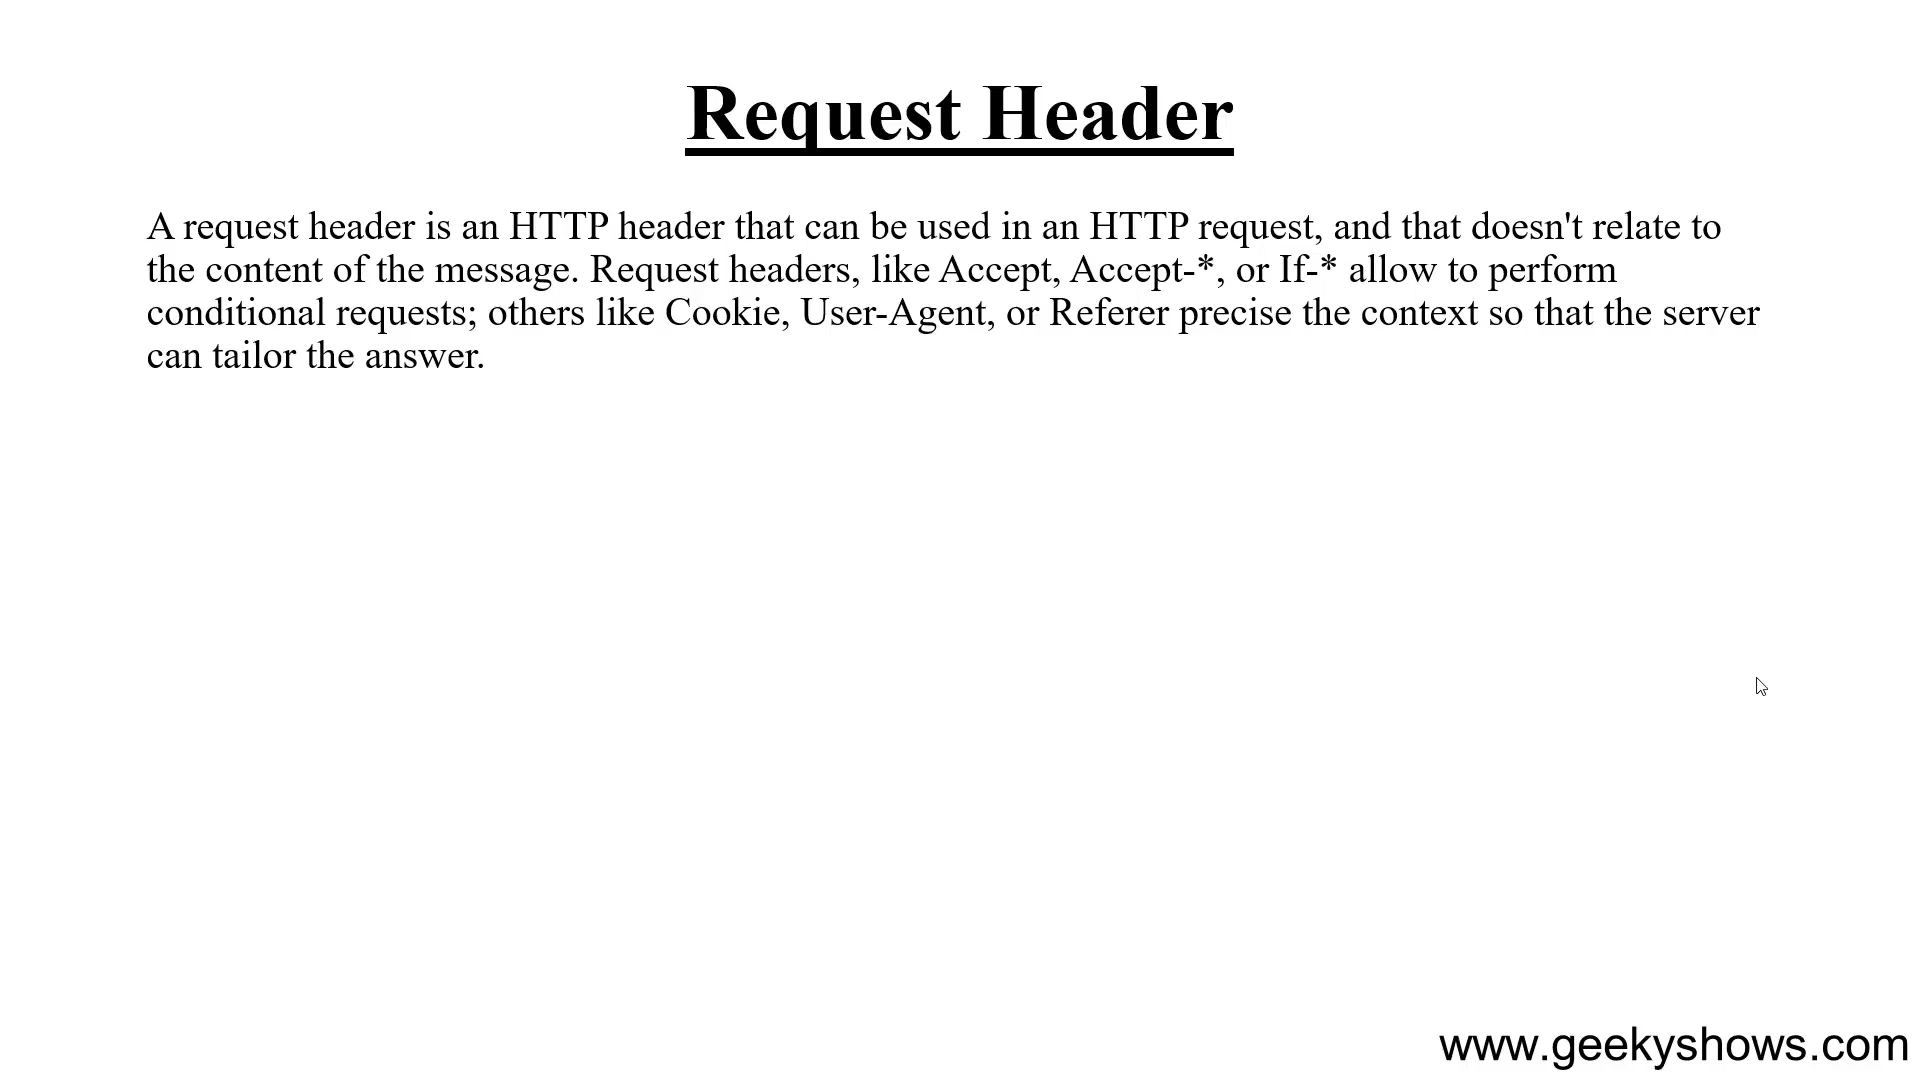 Request Header
A request header is an HTTP header that can be used in an HTTP request, and that doesn't relate to
the content of the message. Request headers, like Accept, Accept-*, or If-* allow to perform
conditional requests; others like Cookie, User-Agent, or Referer precise the context so that the server
can tailor the answer.
www.geekyshows.com